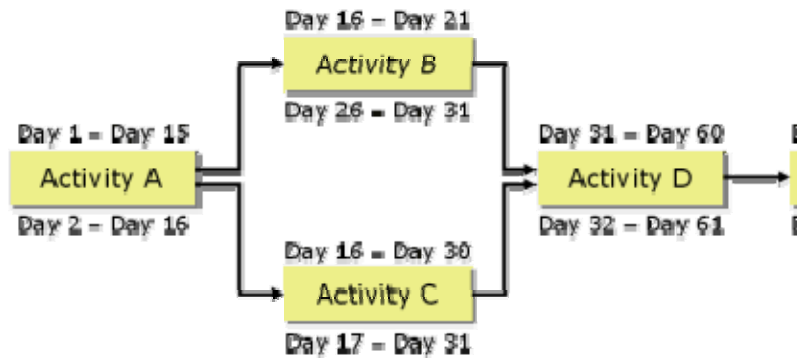 Day 16 - Day 21
Activity B
Day 26 - Day 31
Day 1 - Day 15
Activity A
Day 2 - Day 16
Day 31 - Day 60
Activity D
Day 32 - Day 61
Day 16 - Day 30
Activity C
Day 17 - Day 31